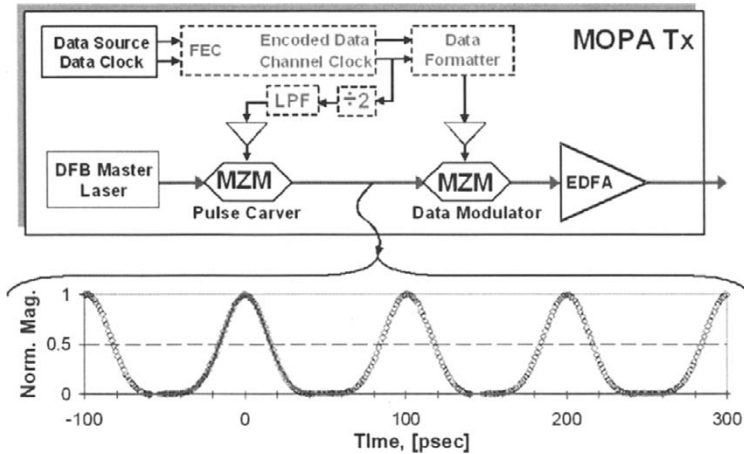 MOPA Tx
Data Source
Data Clock
FEC
Encoded Data
Channel Clock
Data
Formatter
LPF
÷2
DFB Master
Laser
MZM
Pulse Carver
MZM
Data Modulator
EDFA
Norm. Mag.
1
0.5
0
-100
0
100
200
300
TIme, [psec]